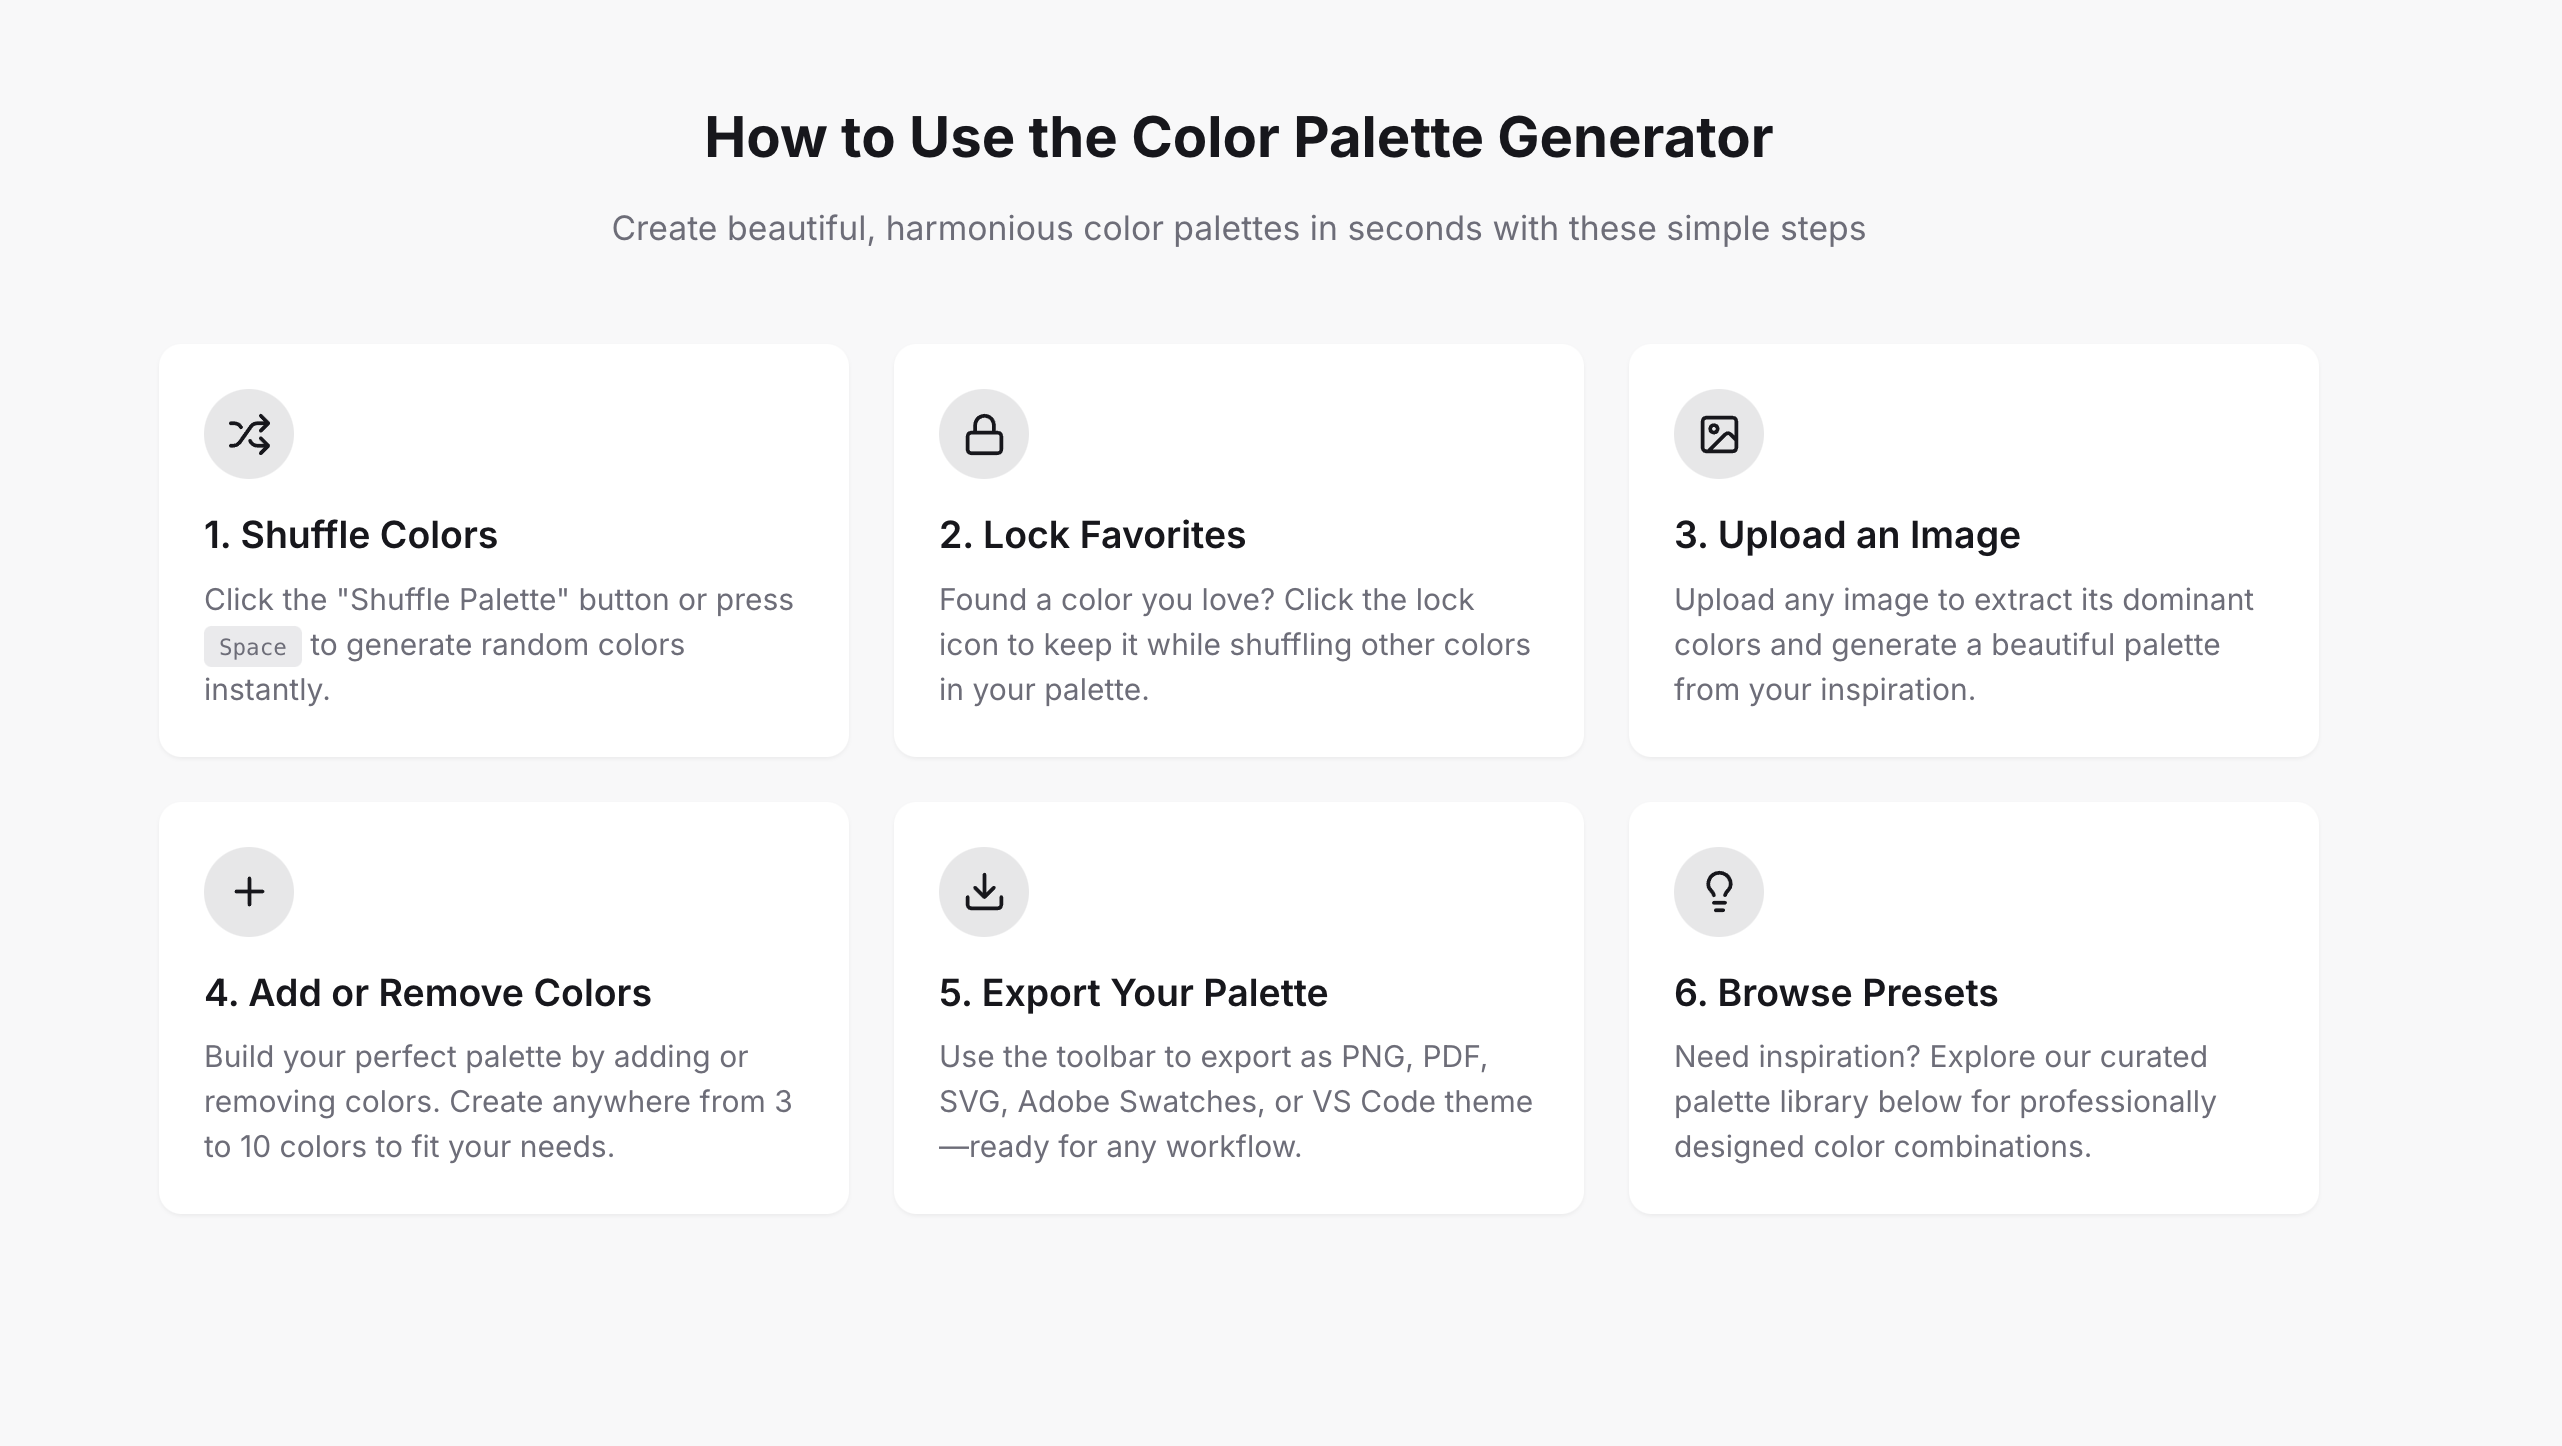 How to Use the Color Palette Generator
Create beautiful, harmonious color palettes in seconds with these simple steps
1. Shuffle Colors
Click the "Shuffle Palette" button or press
Space to generate random colors
instantly.
2. Lock Favorites
Found a color you love? Click the lock
icon to keep it while shuffling other colors
in your palette.
3. Upload an Image
Upload any image to extract its dominant
colors and generate a beautiful palette
from your inspiration.
4. Add or Remove Colors
Build your perfect palette by adding or
removing colors. Create anywhere from 3
to 10 colors to fit your needs.
5. Export Your Palette
Use the toolbar to export as PNG, PDF,
SVG, Adobe Swatches, or VS Code theme
—ready for any workflow.
6. Browse Presets
Need inspiration? Explore our curated
palette library below for professionally
designed color combinations.